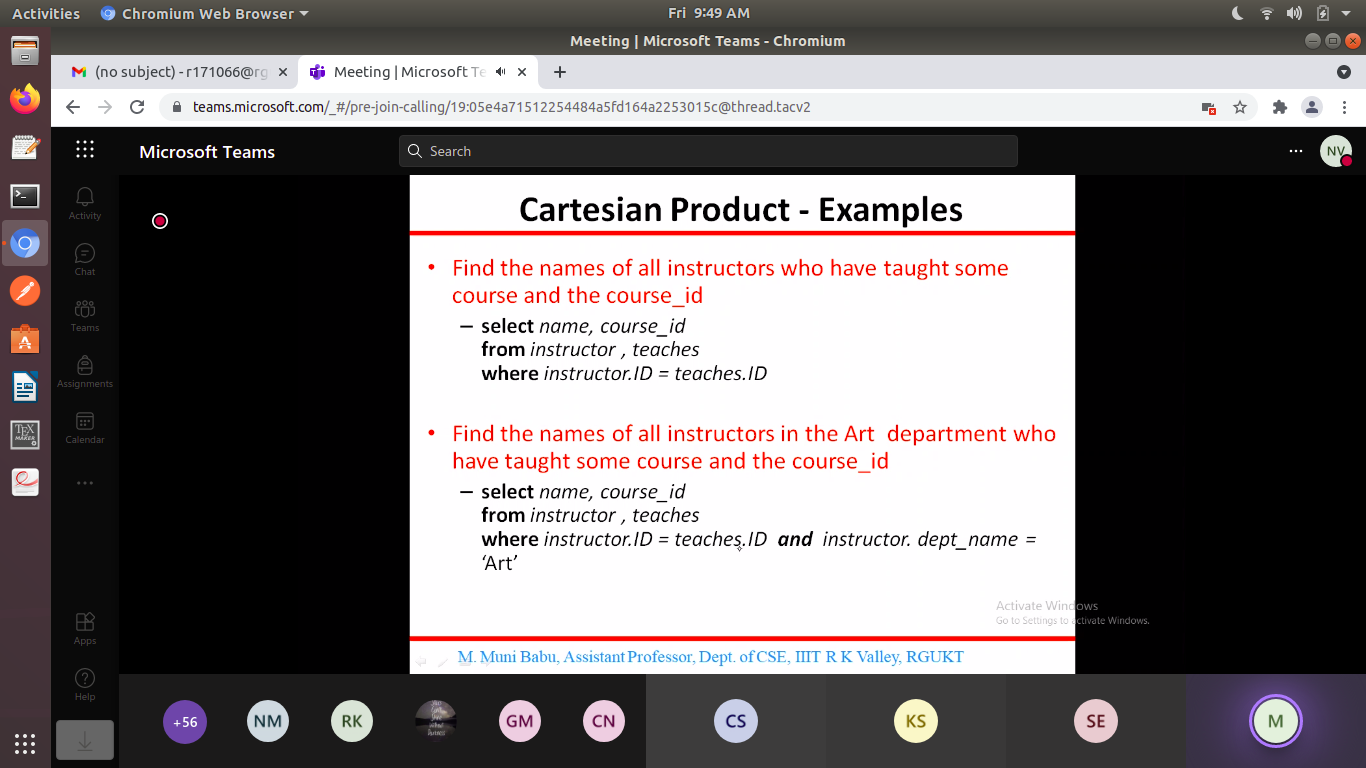 Activities
Chromium Web Browser
Fri 9:49 AM
Meeting | Microsoft Teams - Chromium
(no subject) - r171066@rg
Meeting | Microsoft Te
teams.microsoft.com/_#/pre-join-calling/19:05e4a71512254484a5fd164a2253015c@thread.tacv2
Microsoft Teams
Search
NV
Activity
Chat
Teams
Assignments
Calendar
Apps
Help
Cartesian Product - Examples
• Find the names of all instructors who have taught some
course and the course_id
– select name, course_id
from instructor , teaches
where instructor.ID = teaches.ID
• Find the names of all instructors in the Art department who
have taught some course and the course_id
– select name, course_id
from instructor , teaches
where instructor.ID = teaches.ID and instructor. dept_name =
‘Art’
Activate Windows
Go to Settings to activate Windows.
M. Muni Babu, Assistant Professor, Dept. of CSE, IIIT R K Valley, RGUKT
+56
NM
RK
GM
CN
CS
KS
SE
M